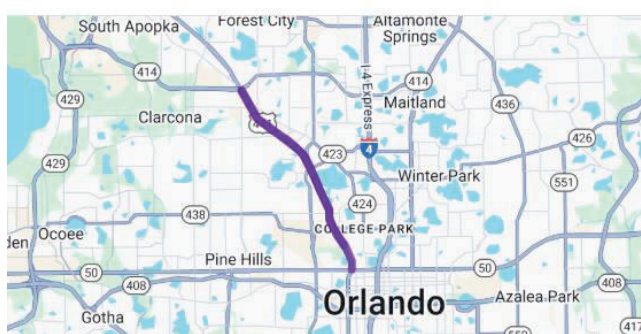 South Apopka
Forest City
Altamonte
Springs
414
429
Clarcona
I-4 Express
414
Maitland
436
423
4
426
429
Winter Park
551
424
438
COLLEGE PARK
Ocoee
den
50
Pine Hills
50
408
Orlando
408
Gotha
Azalea Park